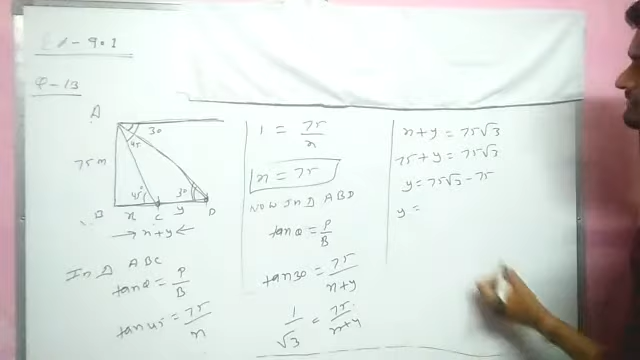 Ex - 9.1
Q-13
A
30
45
75 m
45°
30
B
x
C
y
D
→ x+y ←
In Δ ABC
tanθ = P/B
tan45 = 75/x
1 = 75/x
x = 75
NOW In Δ ABD
tanθ = P/B
tan30 = 75/x+y
1/√3 = 75/x+y
x+y = 75√3
75+y = 75√3
y = 75√3 - 75
y =